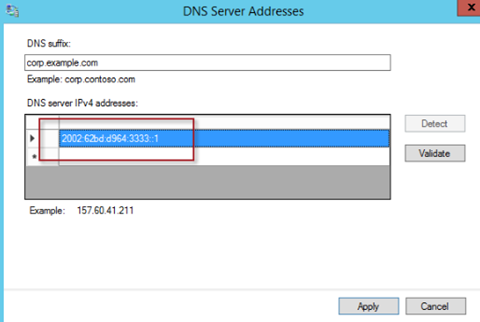 DNS Server Addresses
x
DNS suffix:
corp.example.com
Example: corp.contoso.com
DNS server IPv4 addresses:
2002:62bd:d964:3333::1
Detect
Validate
Example: 157.60.41.211
Apply
Cancel